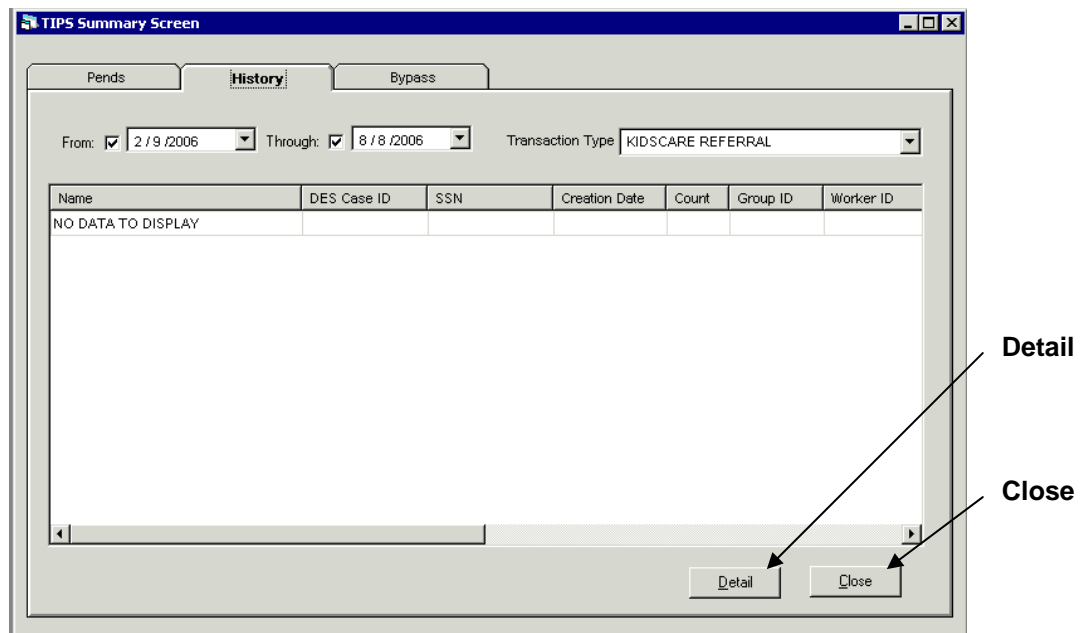 TIPS Summary Screen
Pends History Bypass
From: 2 / 9 /2006 Through: 8 / 8 /2006 Transaction Type KIDSCARE REFERRAL
Name DES Case ID SSN Creation Date Count Group ID Worker ID
NO DATA TO DISPLAY
Detail
Close
Detail Close